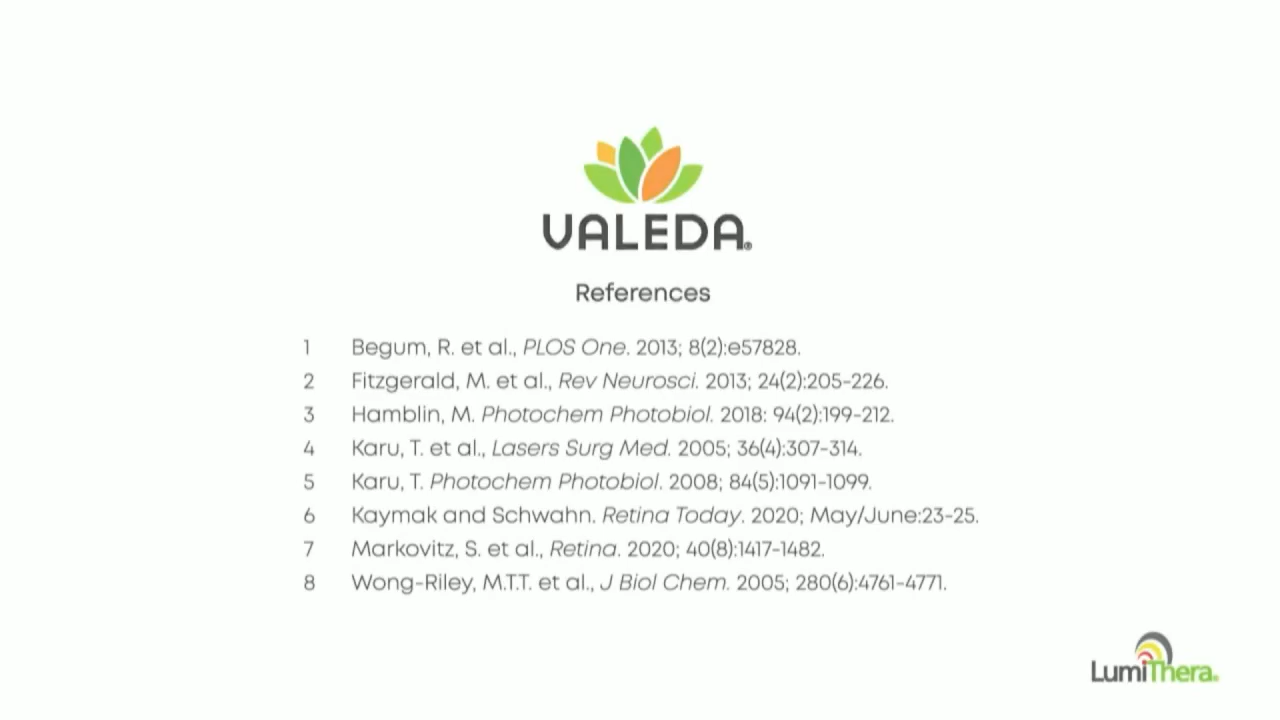 VALEDA®
References
1 Begum, R. et al., PLOS One. 2013; 8(2):e57828.
2 Fitzgerald, M. et al., Rev Neurosci. 2013; 24(2):205-226.
3 Hamblin, M. Photochem Photobiol. 2018: 94(2):199-212.
4 Karu, T. et al., Lasers Surg Med. 2005; 36(4):307-314.
5 Karu, T. Photochem Photobiol. 2008; 84(5):1091-1099.
6 Kaymak and Schwahn. Retina Today. 2020; May/June:23-25.
7 Markovitz, S. et al., Retina. 2020; 40(8):1417-1482.
8 Wong-Riley, M.T.T. et al., J Biol Chem. 2005; 280(6):4761-4771.
LumiThera